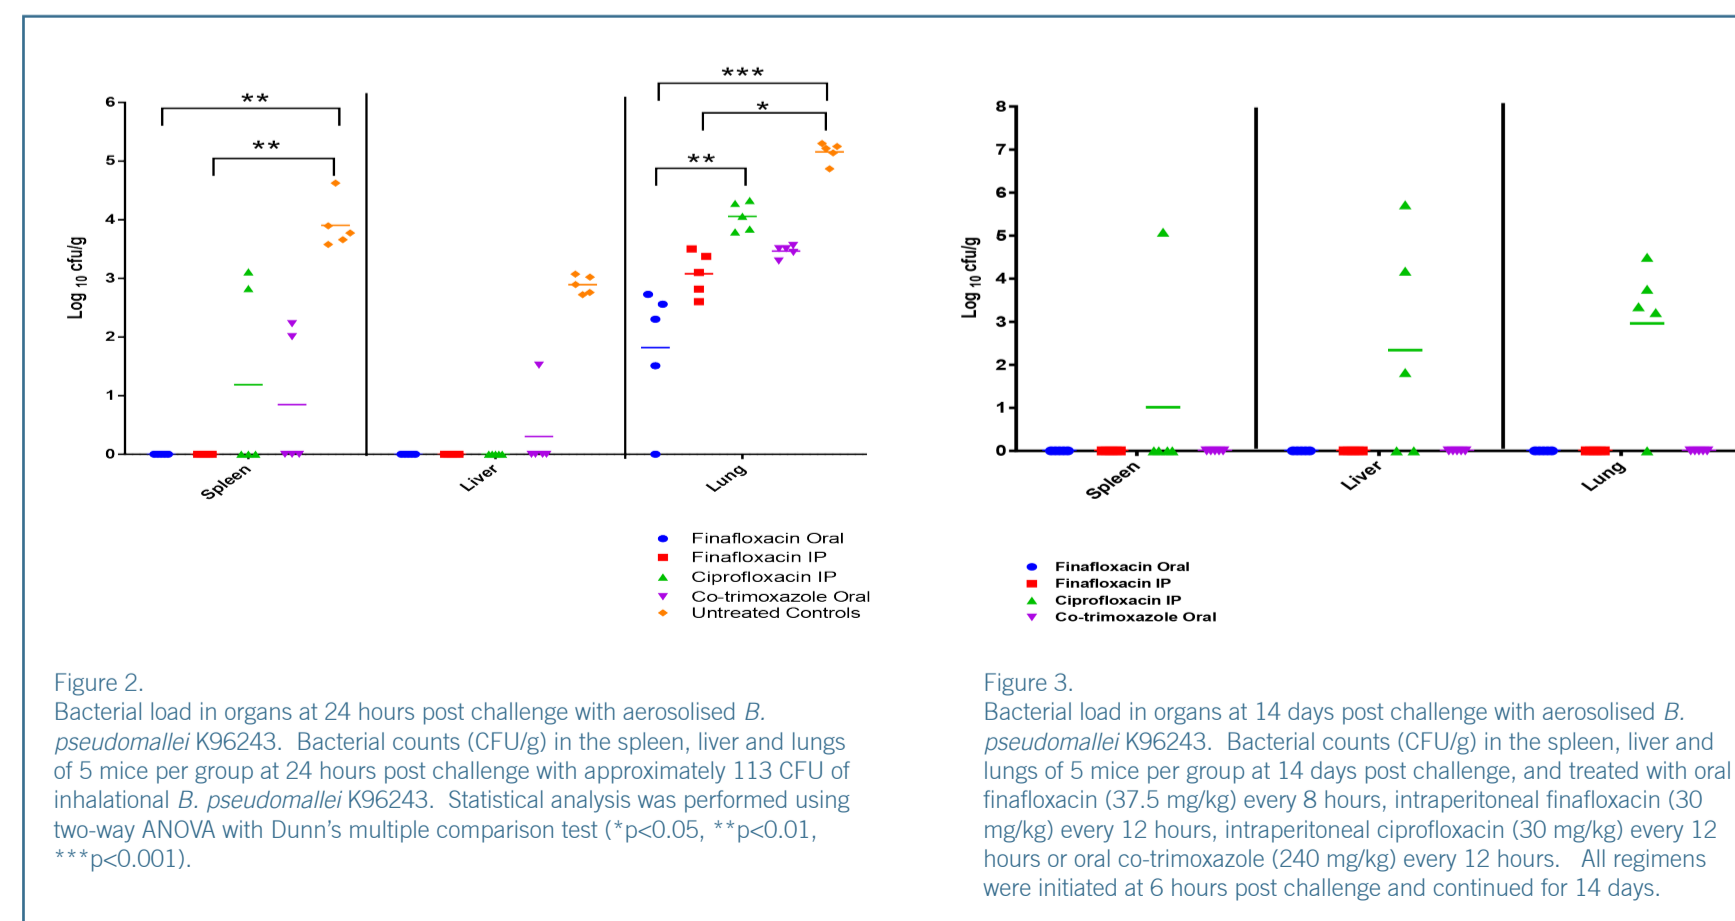 ***
**
*
**
**
6
5
4
3
2
1
0
Log 10 cfu/g
Spleen
Liver
Lung
Finafloxacin Oral
Finafloxacin IP
Ciprofloxacin IP
Co-trimoxazole Oral
Untreated Controls
Figure 2.
Bacterial load in organs at 24 hours post challenge with aerosolised B.
pseudomallei K96243. Bacterial counts (CFU/g) in the spleen, liver and lungs
of 5 mice per group at 24 hours post challenge with approximately 113 CFU of
inhalational B. pseudomallei K96243. Statistical analysis was performed using
two-way ANOVA with Dunn's multiple comparison test (*p<0.05, **p<0.01,
***p<0.001).
8
7
6
5
4
3
2
1
0
Log 10 cfu/g
Spleen
Liver
Lung
Finafloxacin Oral
Finafloxacin IP
Ciprofloxacin IP
Co-trimoxazole Oral
Figure 3.
Bacterial load in organs at 14 days post challenge with aerosolised B.
pseudomallei K96243. Bacterial counts (CFU/g) in the spleen, liver and
lungs of 5 mice per group at 14 days post challenge, and treated with oral
finafloxacin (37.5 mg/kg) every 8 hours, intraperitoneal finafloxacin (30
mg/kg) every 12 hours, intraperitoneal ciprofloxacin (30 mg/kg) every 12
hours or oral co-trimoxazole (240 mg/kg) every 12 hours. All regimens
were initiated at 6 hours post challenge and continued for 14 days.